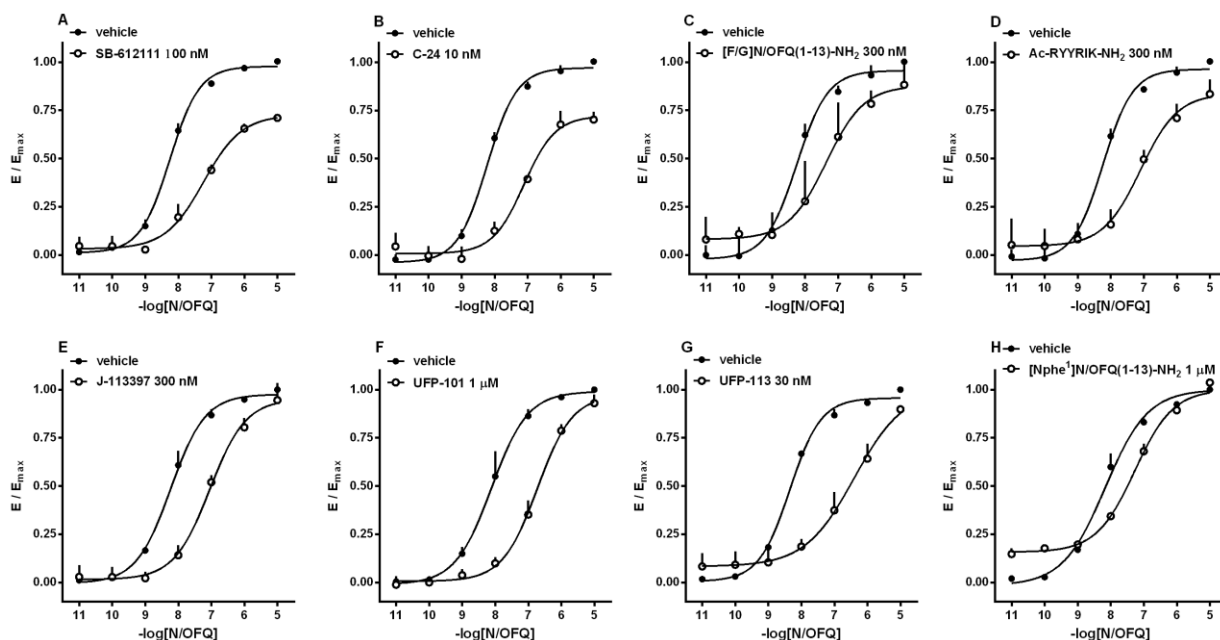 A
vehicle
SB-612111 100 nM
1.00
0.75
0.50
0.25
0.00
E / Emax
11 10 9 8 7 6 5
-log[N/OFQ]
B
vehicle
C-24 10 nM
1.00
0.75
0.50
0.25
0.00
E / Emax
11 10 9 8 7 6 5
-log[N/OFQ]
C
vehicle
[F/G]N/OFQ(1-13)-NH2 300 nM
1.00
0.75
0.50
0.25
0.00
E / Emax
11 10 9 8 7 6 5
-log[N/OFQ]
D
vehicle
Ac-RYYRIK-NH2 300 nM
1.00
0.75
0.50
0.25
0.00
E / Emax
11 10 9 8 7 6 5
-log[N/OFQ]
E
vehicle
J-113397 300 nM
1.00
0.75
0.50
0.25
0.00
E / Emax
11 10 9 8 7 6 5
-log[N/OFQ]
F
vehicle
UFP-101 1 μM
1.00
0.75
0.50
0.25
0.00
E / Emax
11 10 9 8 7 6 5
-log[N/OFQ]
G
vehicle
UFP-113 30 nM
1.00
0.75
0.50
0.25
0.00
E / Emax
11 10 9 8 7 6 5
-log[N/OFQ]
H
vehicle
[Nphe1]N/OFQ(1-13)-NH2 1 μM
1.00
0.75
0.50
0.25
0.00
E / Emax
11 10 9 8 7 6 5
-log[N/OFQ]